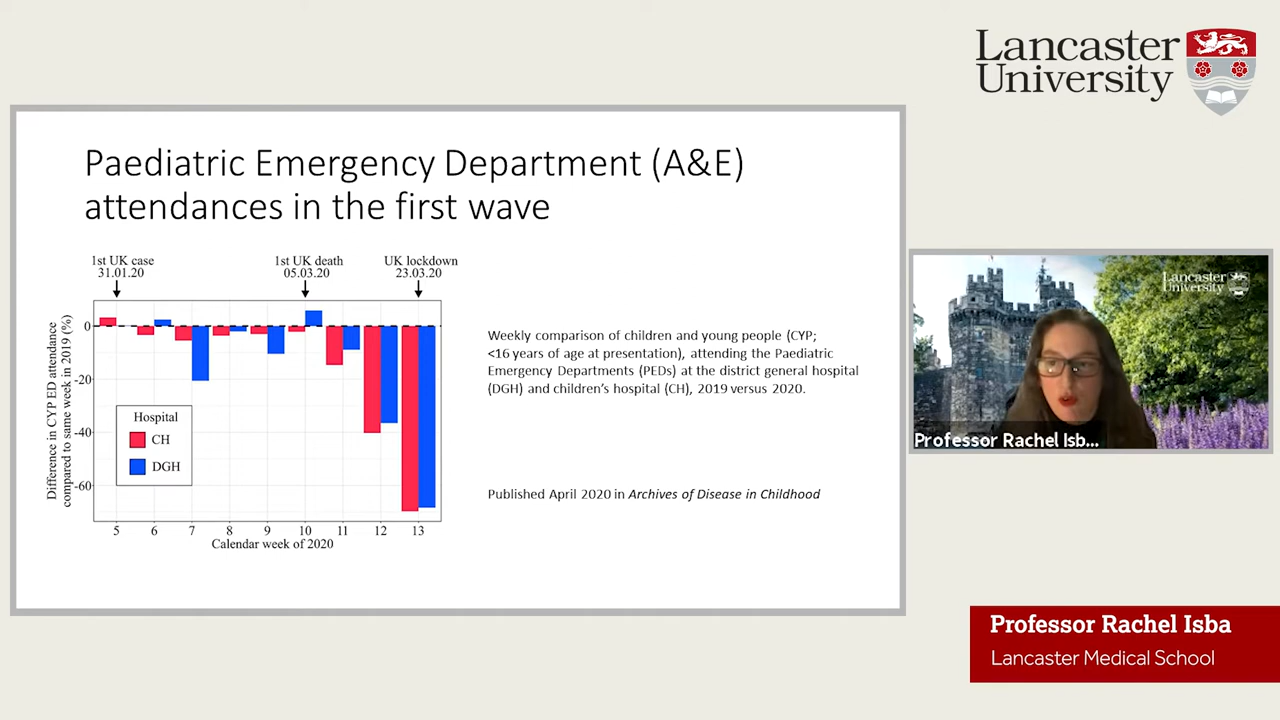 Lancaster
University
Paediatric Emergency Department (A&E)
attendances in the first wave
1st UK case
31.01.20
1st UK death
05.03.20
UK lockdown
23.03.20
Difference in CYP ED attendance
compared to same week in 2019 (%)
0
-20
-40
-60
Hospital
CH
DGH
5 6 7 8 9 10 11 12 13
Calendar week of 2020
Weekly comparison of children and young people (CYP;
<16 years of age at presentation), attending the Paediatric
Emergency Departments (PEDs) at the district general hospital
(DGH) and children's hospital (CH), 2019 versus 2020.
Published April 2020 in Archives of Disease in Childhood
Lancaster
University
Professor Rachel Isb...
Professor Rachel Isba
Lancaster Medical School